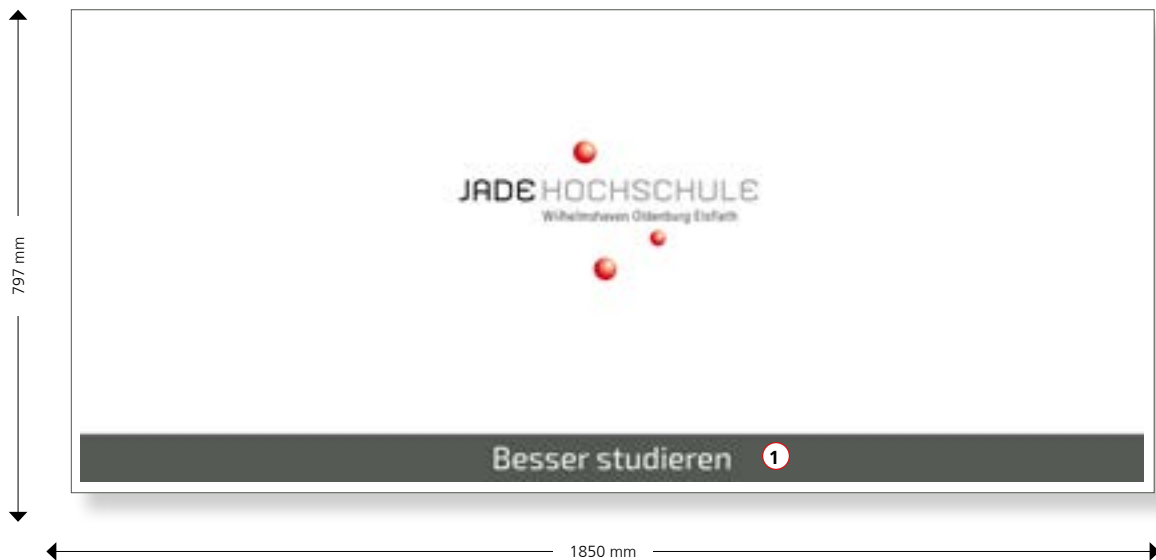 JADE HOCHSCHULE
Wilhelmshaven Oldenburg Elsfleth
797 mm
Besser studieren 1
1850 mm